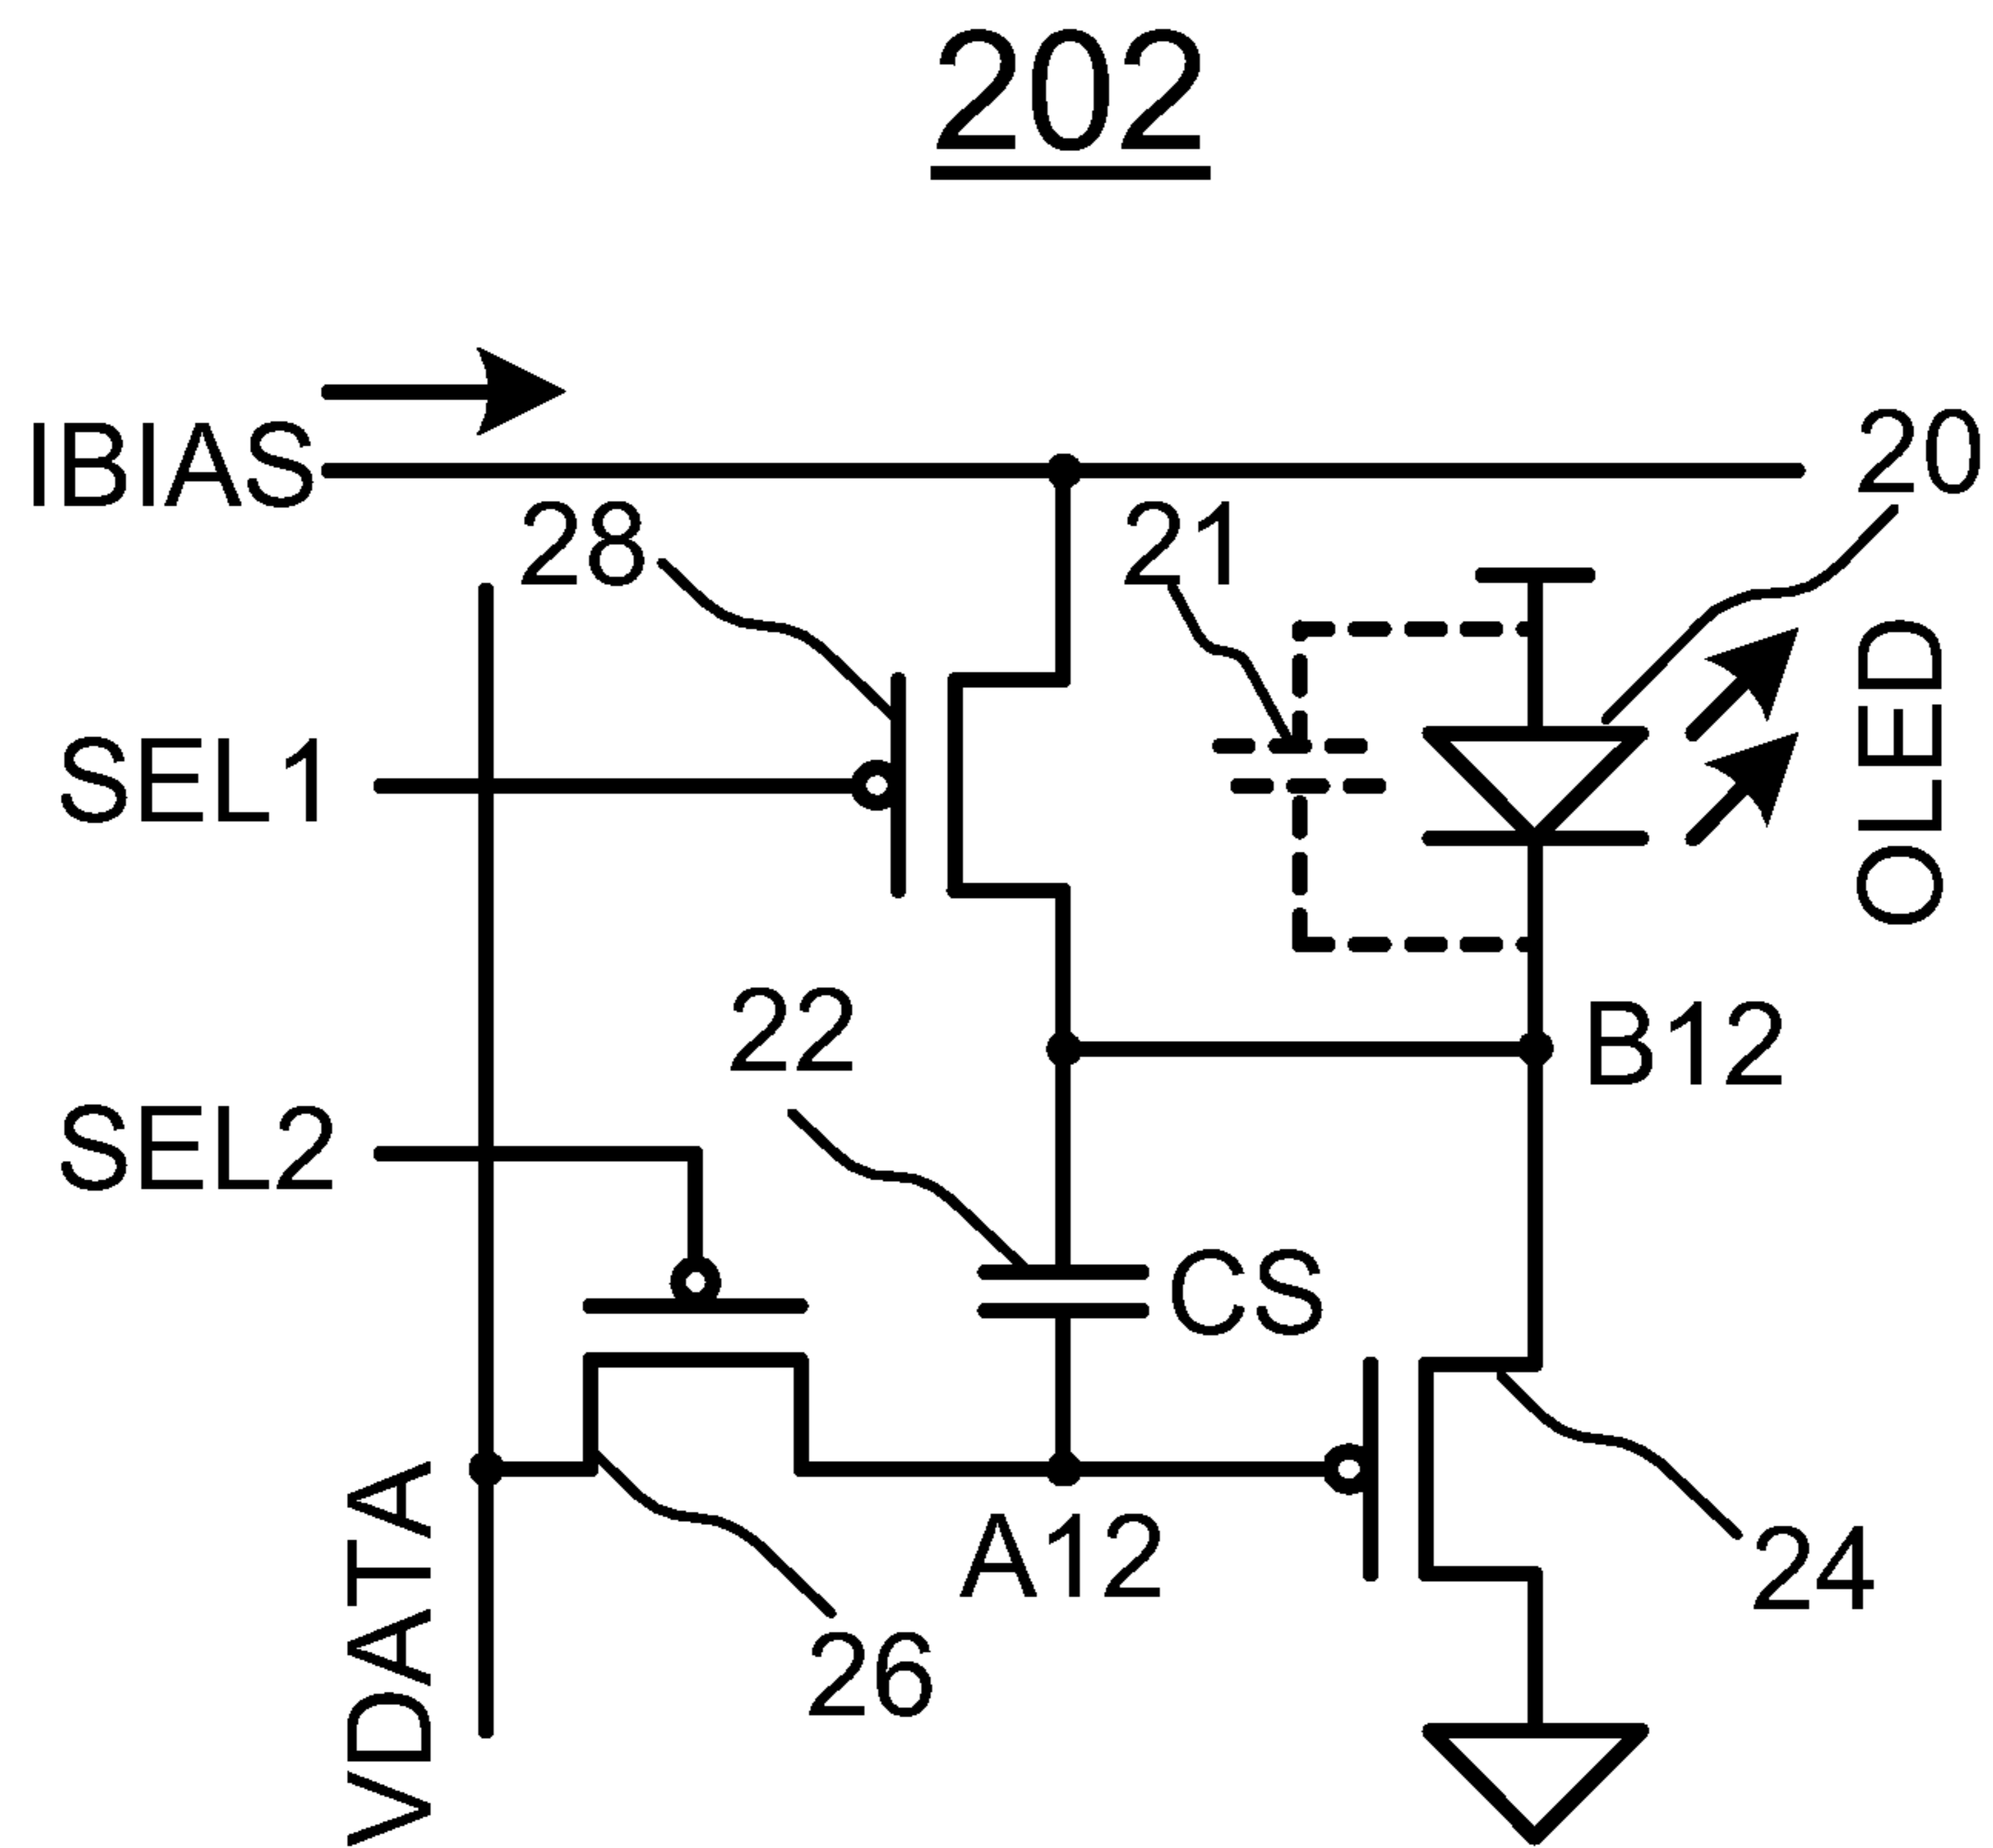 202
IBIAS
20
28
21
OLED
SEL1
22
B12
SEL2
CS
A12
24
VDATA
26